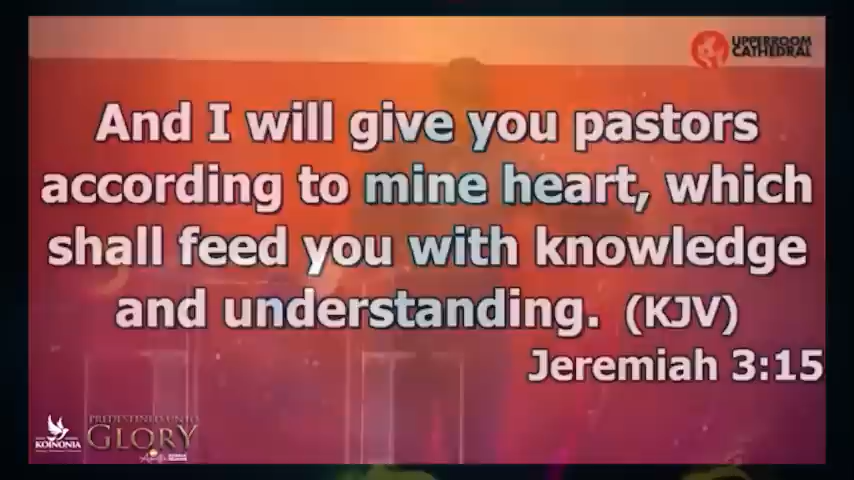 UPPERROOM
CATHEDRAL
And I will give you pastors
according to mine heart, which
shall feed you with knowledge
and understanding. (KJV)
Jeremiah 3:15
KOINONIA
PREDESTINED UNTO
GLORY